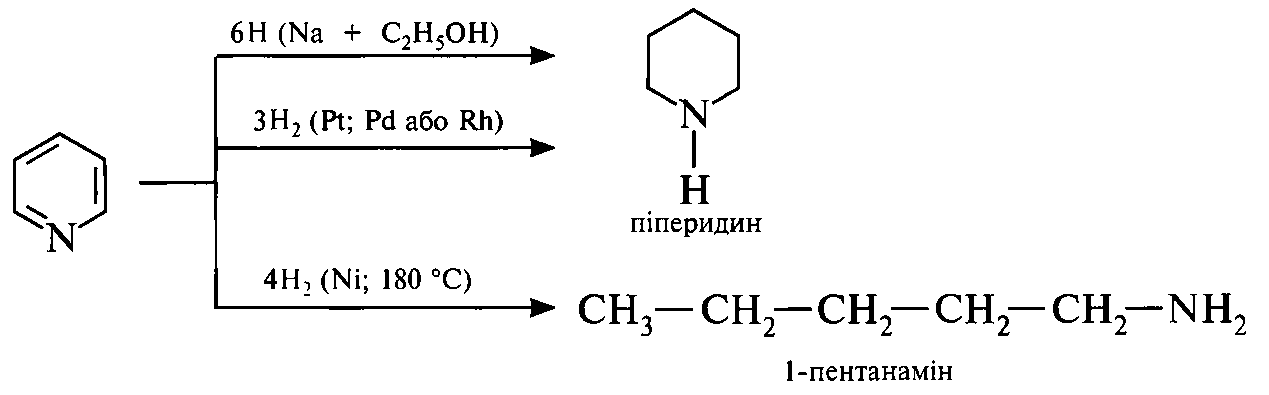 6H (Na + C₂H₅OH)
3H₂ (Pt; Pd або Rh)
N
H
піперидин
N
4H₂ (Ni; 180 °C)
CH₃—CH₂—CH₂—CH₂—CH₂—NH₂
1-пентанамін